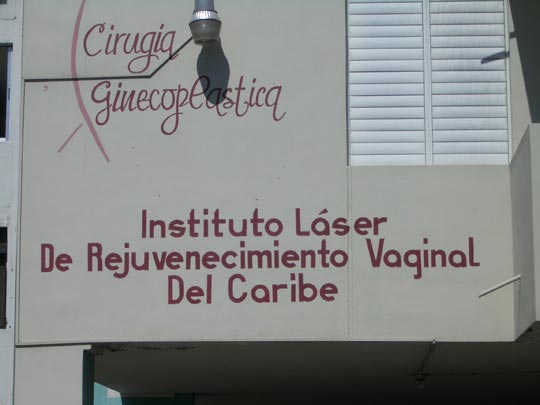 Cirugia
Ginecoplastica
Instituto Láser
De Rejuvenecimiento Vaginal
Del Caribe